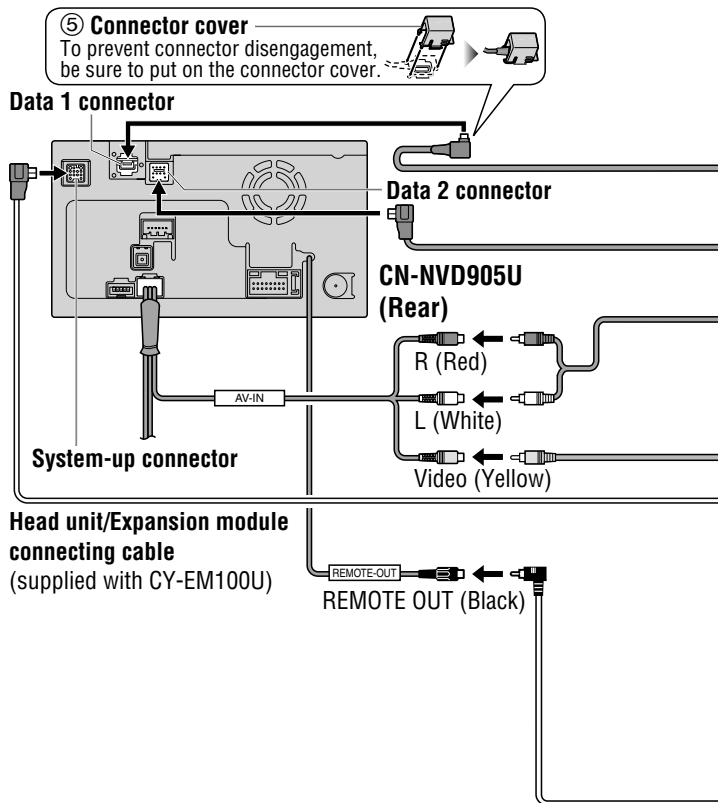 ⑤ Connector cover
To prevent connector disengagement,
be sure to put on the connector cover.
Data 1 connector
Data 2 connector
CN-NVD905U
(Rear)
R (Red)
AV-IN
L (White)
System-up connector
Video (Yellow)
Head unit/Expansion module
connecting cable
(supplied with CY-EM100U)
REMOTE-OUT
REMOTE OUT (Black)